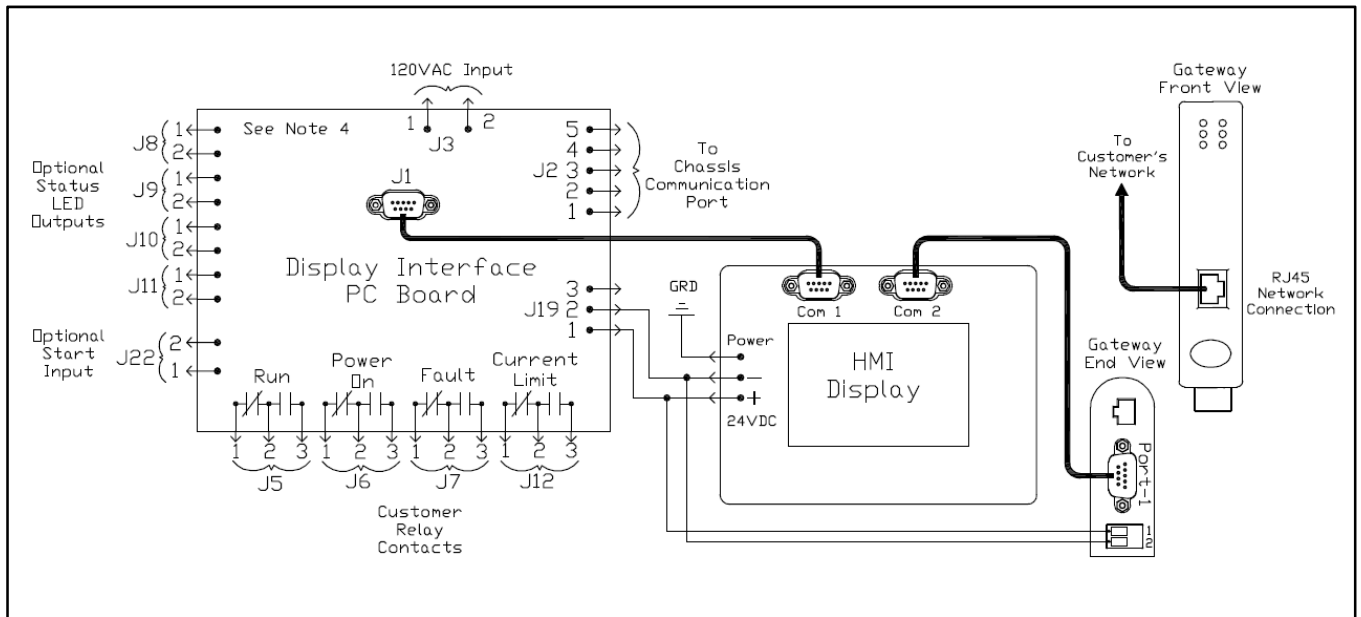 120VAC Input
1
2
J3
See Note 4
J8
1
2
J9
1
2
J10
1
2
J11
1
2
Optional
Status
LED
Outputs
Optional
Start
Input
J22
2
1
J1
Display Interface
PC Board
J2
5
4
3
2
1
To
Chassis
Communication
Port
J19
3
2
1
Run
1 2 3
J5
Power
On
1 2 3
J6
Fault
1 2 3
J7
Current
Limit
1 2 3
J12
Customer
Relay
Contacts
GRD
Power
−
+
24VDC
Com 1
Com 2
HMI
Display
Gateway
Front View
To
Customer's
Network
RJ45
Network
Connection
Gateway
End View
Port-1
1
2